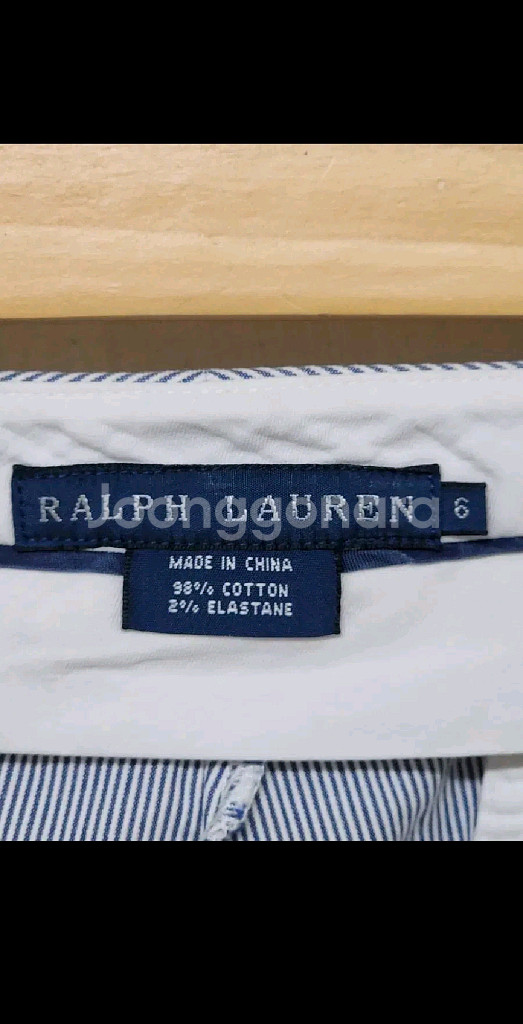 RALPH LAUREN 6
Joonggonara
MADE IN CHINA
98% COTTON
2% ELASTANE